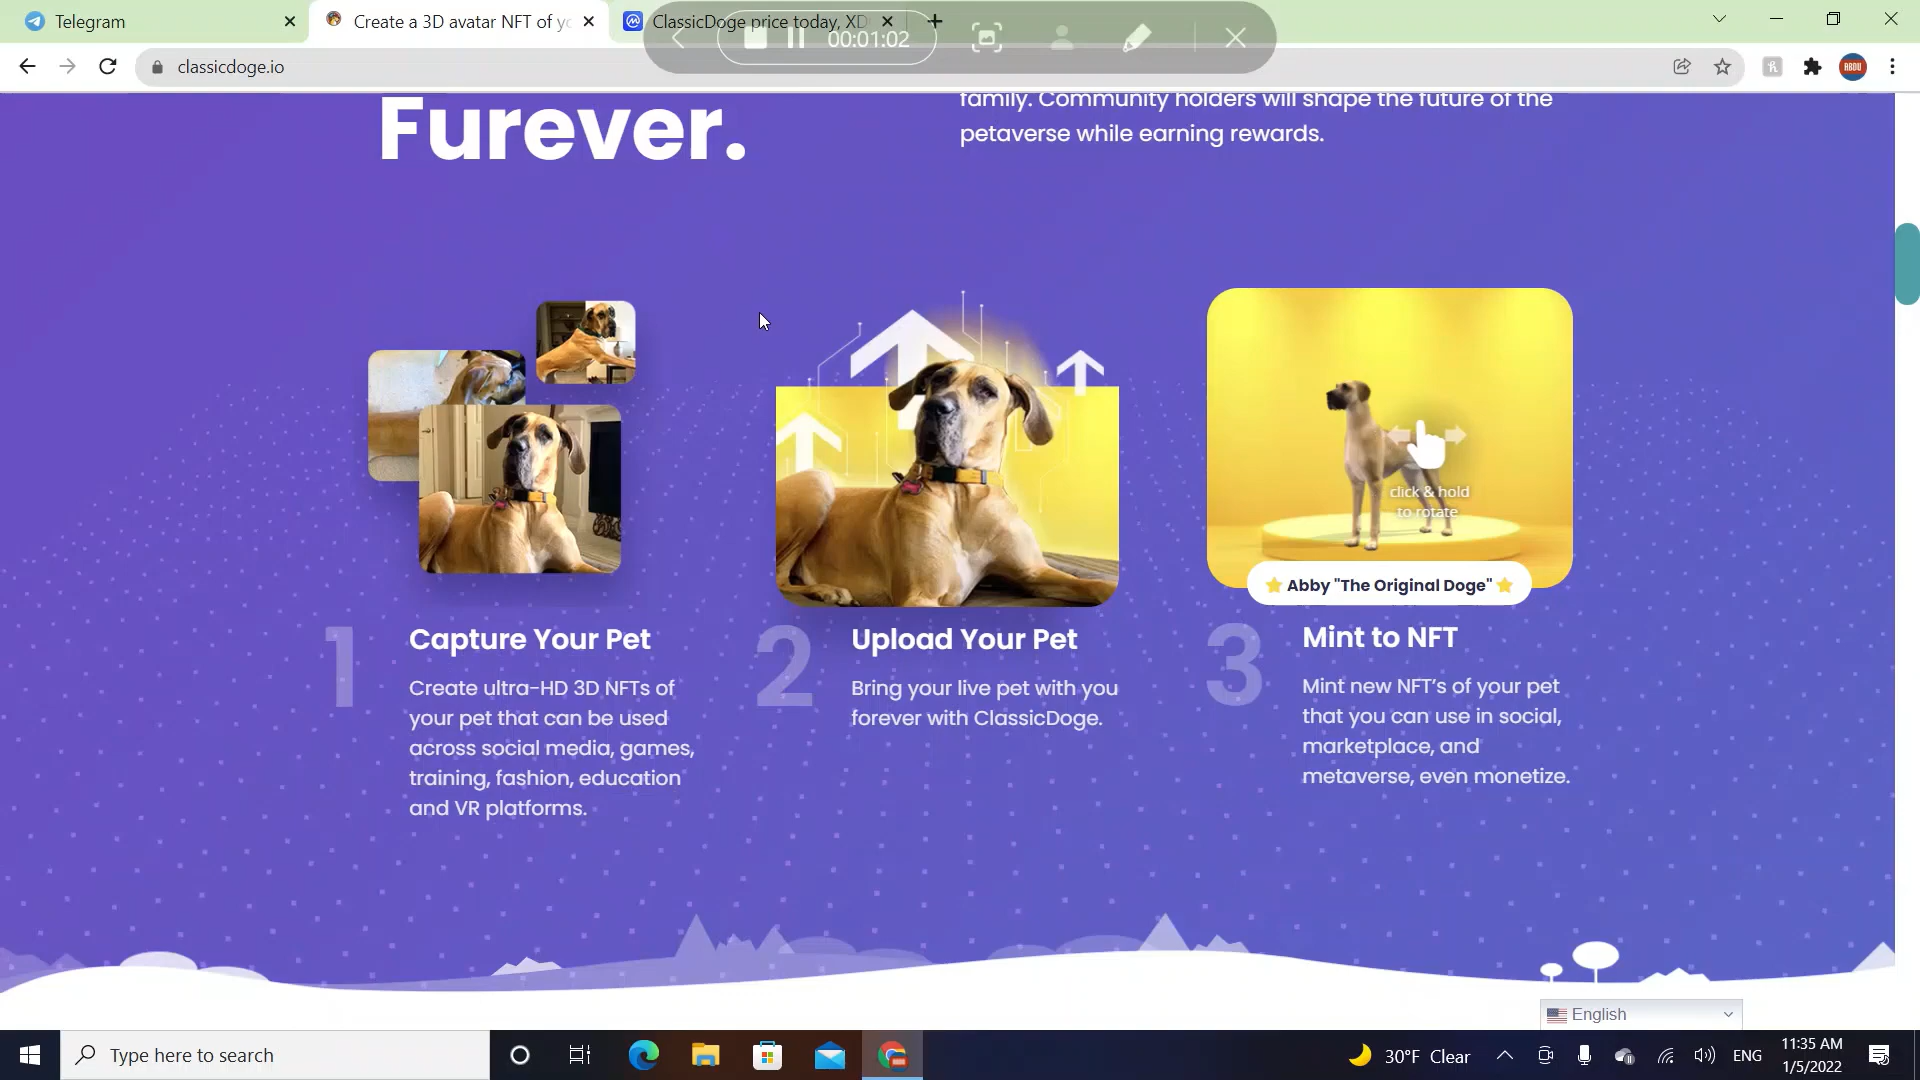 Telegram
Create a 3D avatar NFT of yo
ClassicDoge price today, XD
00:01:02
classicdoge.io
ABDU
Furever.
family. Community holders will shape the future of the
petaverse while earning rewards.
click & hold
to rotate
Abby "The Original Doge"
1
Capture Your Pet
Create ultra-HD 3D NFTs of
your pet that can be used
across social media, games,
training, fashion, education
and VR platforms.
2
Upload Your Pet
Bring your live pet with you
forever with ClassicDoge.
3
Mint to NFT
Mint new NFT's of your pet
that you can use in social,
marketplace, and
metaverse, even monetize.
English
Type here to search
30°F Clear
ENG
11:35 AM
1/5/2022